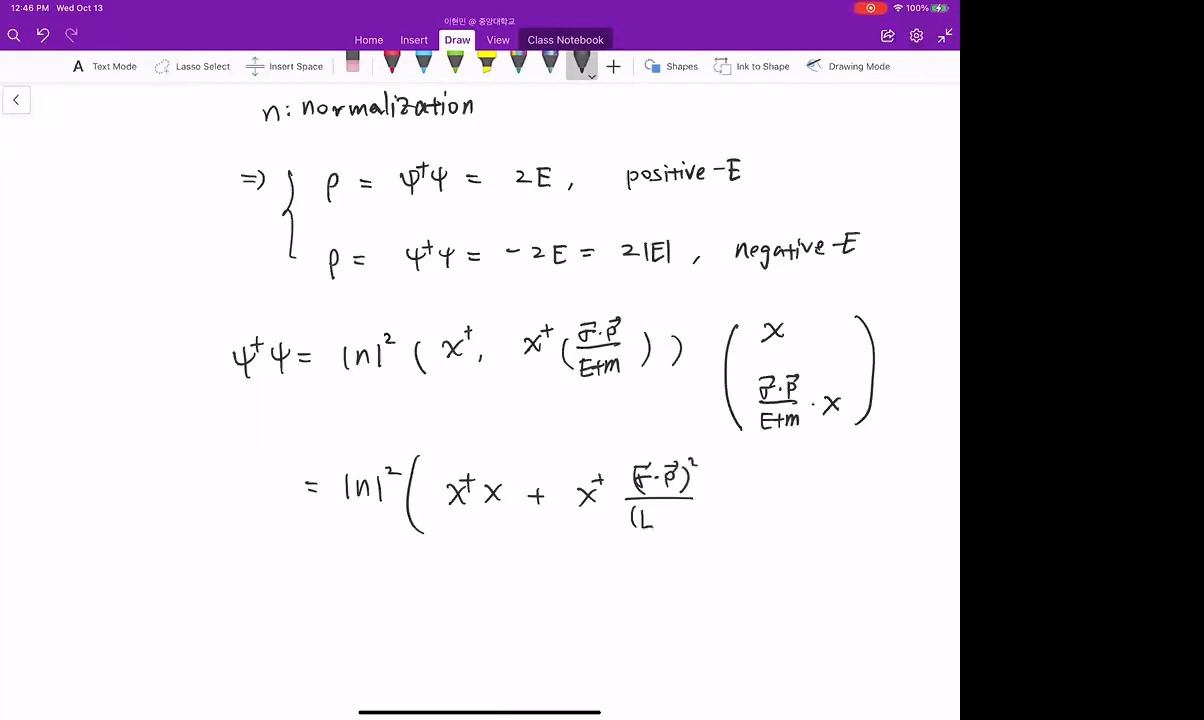 12:46 PM Wed Oct 13
100%
이현민 @ 중앙대학교
Home Insert Draw View Class Notebook
A Text Mode Lasso Select Insert Space Shapes Ink to Shape Drawing Mode
n: normalization
=> { ρ = ψ†ψ = 2E, positive-E
ρ = ψ†ψ = -2E = 2|E|, negative-E
ψ†ψ = |n|² ( χ†, χ† (σ⃗·p⃗/E+m) ) ( χ
σ⃗·p⃗/E+m · χ )
= |n|² ( χ†χ + χ† (σ⃗·p⃗)²/(